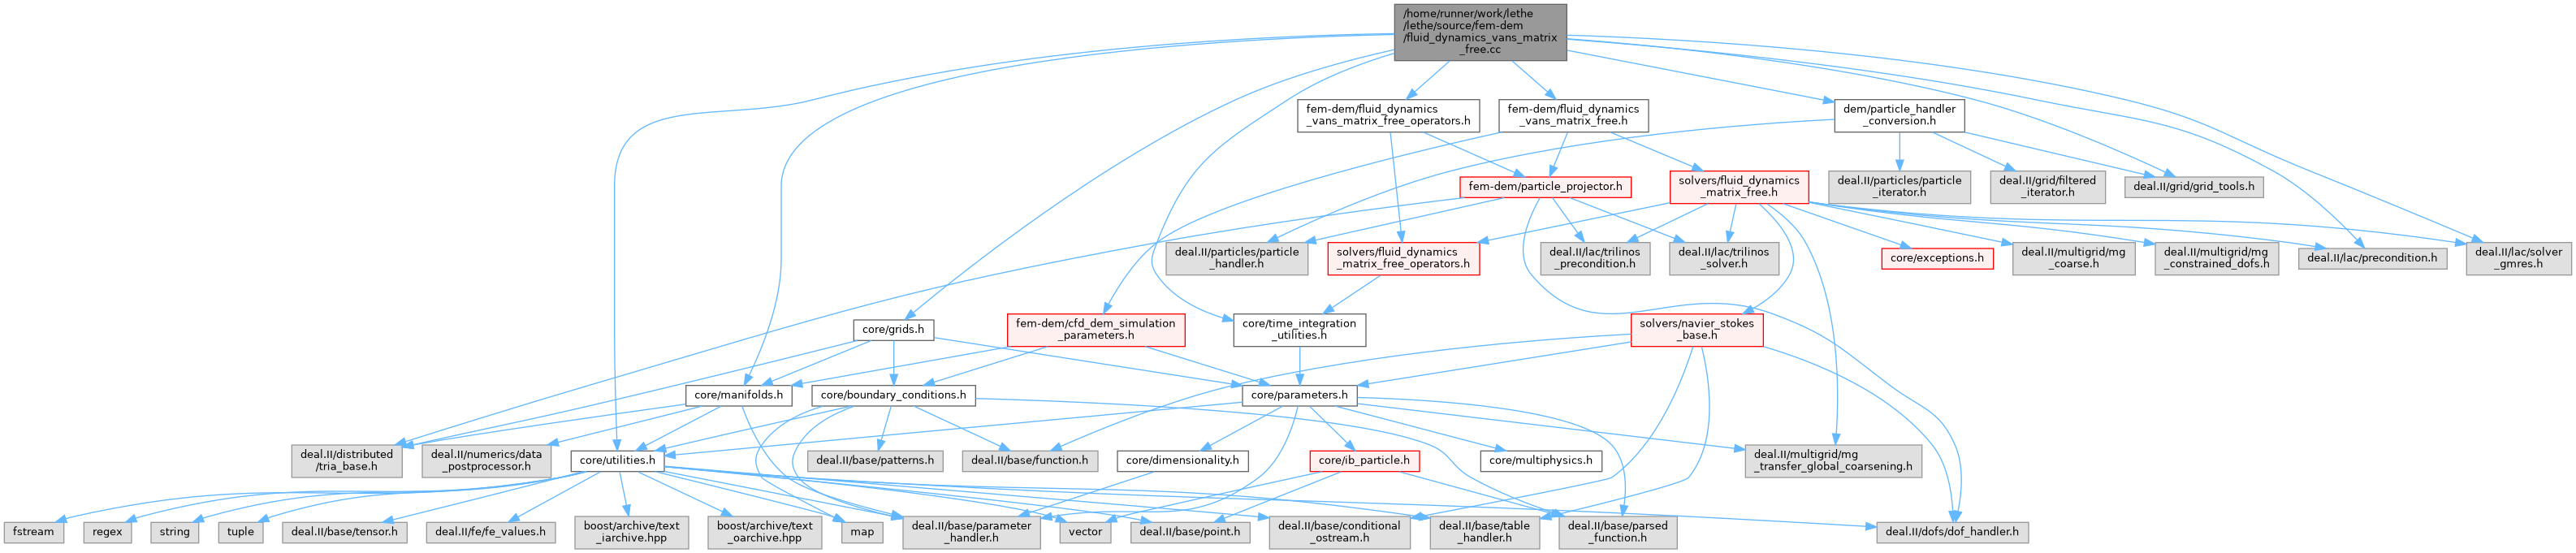 /home/runner/work/lethe
/lethe/source/fem-dem
/fluid_dynamics_vans_matrix
_free.cc
fem-dem/fluid_dynamics
_vans_matrix_free_operators.h
fem-dem/fluid_dynamics
_vans_matrix_free.h
dem/particle_handler
_conversion.h
fem-dem/particle_projector.h
solvers/fluid_dynamics
_matrix_free.h
deal.II/particles/particle
_iterator.h
deal.II/grid/filtered
_iterator.h
deal.II/grid/grid_tools.h
deal.II/particles/particle
_handler.h
solvers/fluid_dynamics
_matrix_free_operators.h
deal.II/lac/trilinos
_precondition.h
deal.II/lac/trilinos
_solver.h
core/exceptions.h
deal.II/multigrid/mg
_coarse.h
deal.II/multigrid/mg
_constrained_dofs.h
deal.II/lac/precondition.h
deal.II/lac/solver
_gmres.h
core/grids.h
fem-dem/cfd_dem_simulation
_parameters.h
core/time_integration
_utilities.h
solvers/navier_stokes
_base.h
core/manifolds.h
core/boundary_conditions.h
core/parameters.h
deal.II/distributed
/tria_base.h
deal.II/numerics/data
_postprocessor.h
core/utilities.h
deal.II/base/patterns.h
deal.II/base/function.h
core/dimensionality.h
core/ib_particle.h
core/multiphysics.h
deal.II/multigrid/mg
_transfer_global_coarsening.h
fstream
regex
string
tuple
deal.II/base/tensor.h
deal.II/fe/fe_values.h
boost/archive/text
_iarchive.hpp
boost/archive/text
_oarchive.hpp
map
deal.II/base/parameter
_handler.h
vector
deal.II/base/point.h
deal.II/base/conditional
_ostream.h
deal.II/base/table
_handler.h
deal.II/base/parsed
_function.h
deal.II/dofs/dof_handler.h